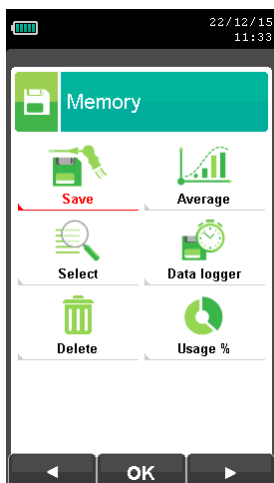 22/12/15
11:33
Memory
Save
Average
Select
Data logger
Delete
Usage %
OK